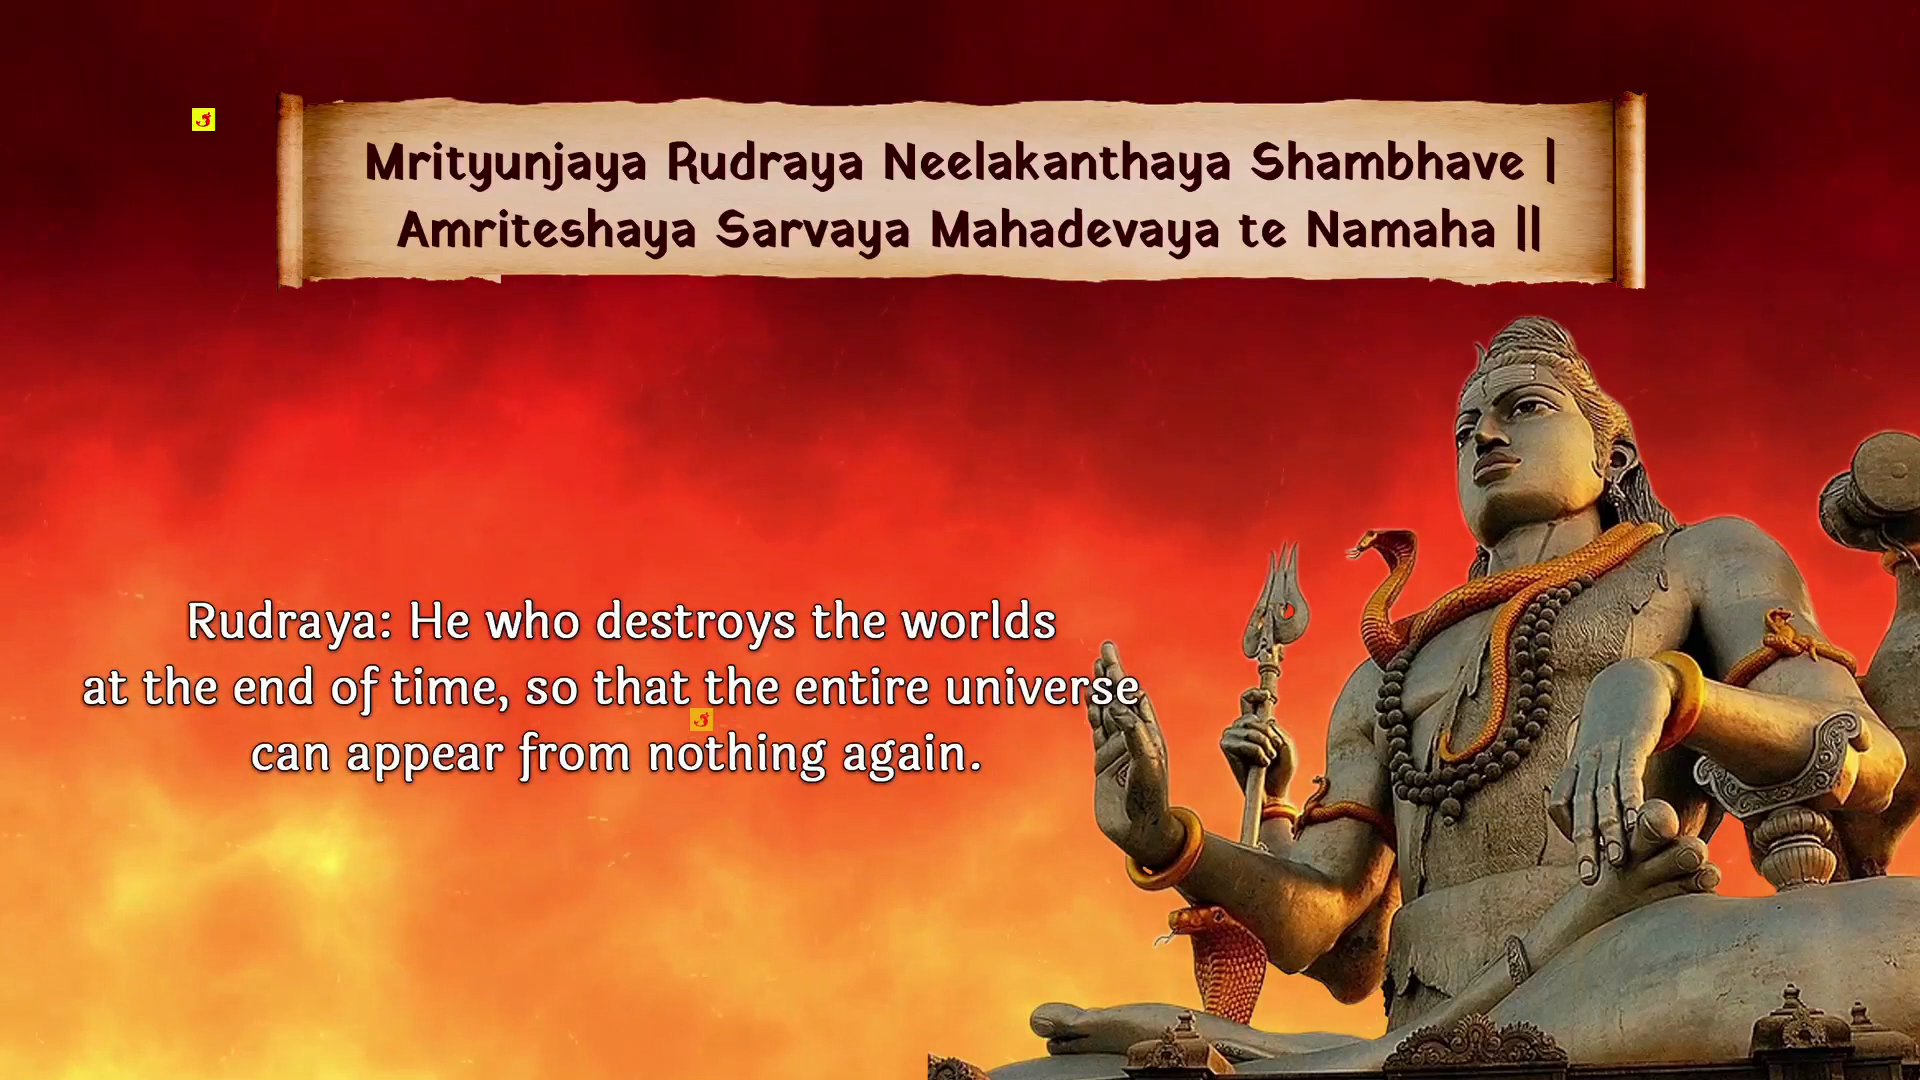 Mrityunjaya Rudraya Neelakanthaya Shambhave |
Amriteshaya Sarvaya Mahadevaya te Namaha ||
Rudraya: He who destroys the worlds
at the end of time, so that the entire universe
can appear from nothing again.